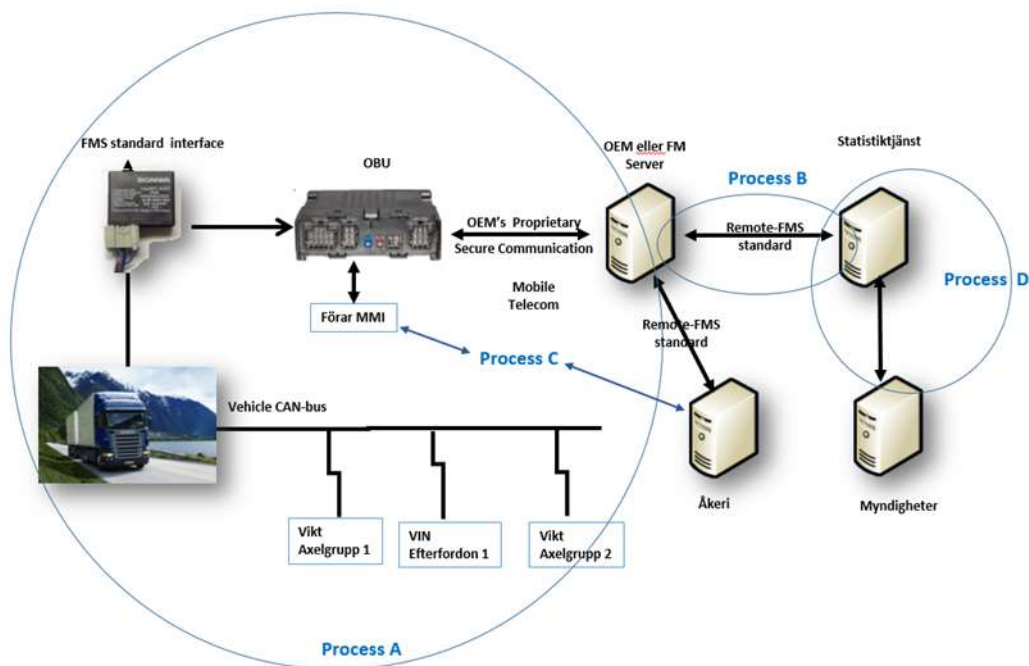 FMS standard interface
OBU
OEM eller FM
Server
Statistiktjänst
Process B
SCANIA
OEM's Proprietary
Secure Communication
Remote-FMS
standard
Process D
Mobile
Telecom
Förar MMI
Remote-FMS
standard
Process C
Vehicle CAN-bus
Åkeri
Myndigheter
Vikt
Axelgrupp 1
VIN
Efterfordon 1
Vikt
Axelgrupp 2
Process A